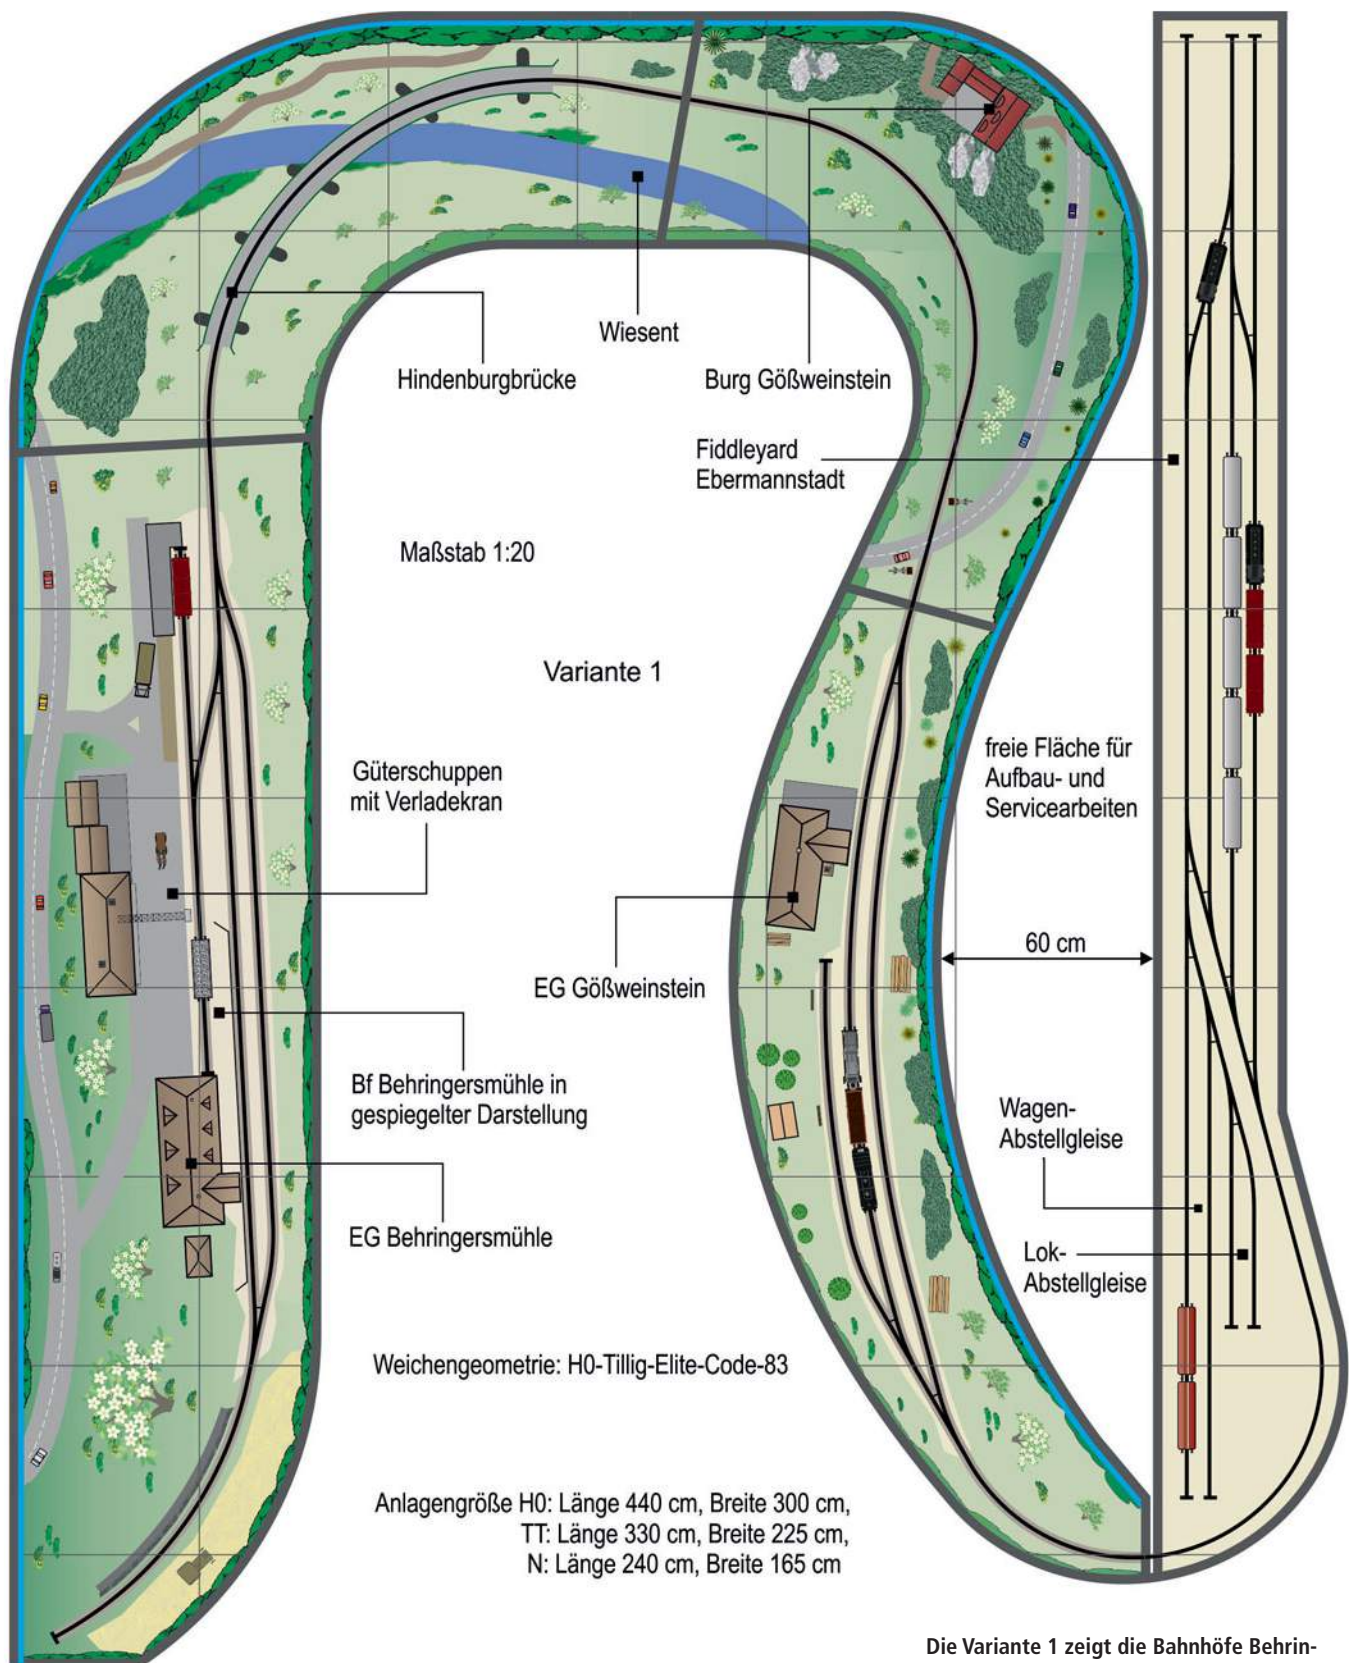 Wiesent
Hindenburgbrücke
Burg Gößweinstein
Fiddleyard
Ebermannstadt
Maßstab 1:20
Variante 1
freie Fläche für
Aufbau- und
Servicearbeiten
Güterschuppen
mit Verladekran
60 cm
EG Gößweinstein
Bf Behringersmühle in
gespiegelter Darstellung
Wagen-
Abstellgleise
EG Behringersmühle
Lok-
Abstellgleise
Weichengeometrie: H0-Tillig-Elite-Code-83
Anlagengröße H0: Länge 440 cm, Breite 300 cm,
TT: Länge 330 cm, Breite 225 cm,
N: Länge 240 cm, Breite 165 cm
Die Variante 1 zeigt die Bahnhöfe Behrin-